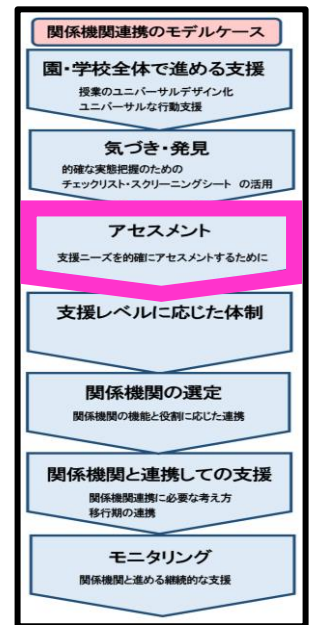 関係機関連携のモデルケース
園・学校全体で進める支援
授業のユニバーサルデザイン化
ユニバーサルな行動支援
気づき・発見
的確な実態把握のための
チェックリスト・スクリーニングシート の活用
アセスメント
支援ニーズを的確にアセスメントするために
支援レベルに応じた体制
関係機関の選定
関係機関の機能と役割に応じた連携
関係機関と連携しての支援
関係機関連携に必要な考え方
移行期の連携
モニタリング
関係機関と進める継続的な支援